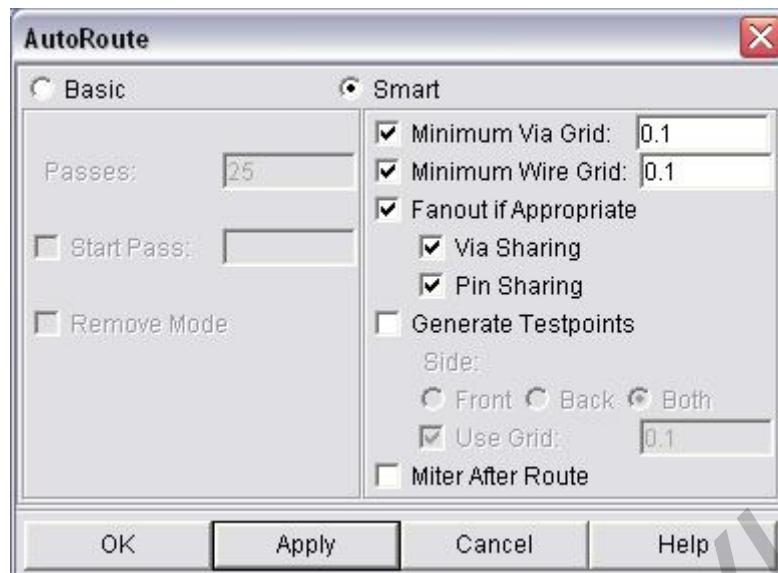 AutoRoute
Basic
Smart
Passes: 25
Start Pass:
Remove Mode
Minimum Via Grid: 0.1
Minimum Wire Grid: 0.1
Fanout if Appropriate
Via Sharing
Pin Sharing
Generate Testpoints
Side:
Front Back Both
Use Grid: 0.1
Miter After Route
OK Apply Cancel Help